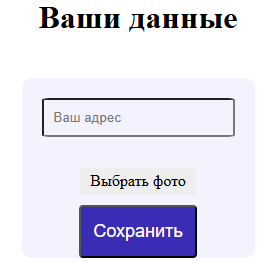 Ваши данные
Ваш адрес
Выбрать фото
Сохранить